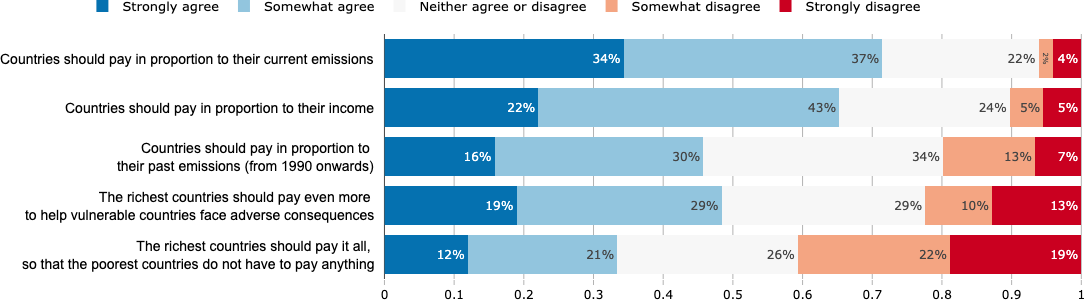 Strongly agree Somewhat agree Neither agree or disagree Somewhat disagree Strongly disagree
Countries should pay in proportion to their current emissions 34% 37% 22% 2% 4%
Countries should pay in proportion to their income 22% 43% 24% 5% 5%
Countries should pay in proportion to
their past emissions (from 1990 onwards) 16% 30% 34% 13% 7%
The richest countries should pay even more
to help vulnerable countries face adverse consequences 19% 29% 29% 10% 13%
The richest countries should pay it all,
so that the poorest countries do not have to pay anything 12% 21% 26% 22% 19%
0 0.1 0.2 0.3 0.4 0.5 0.6 0.7 0.8 0.9 1